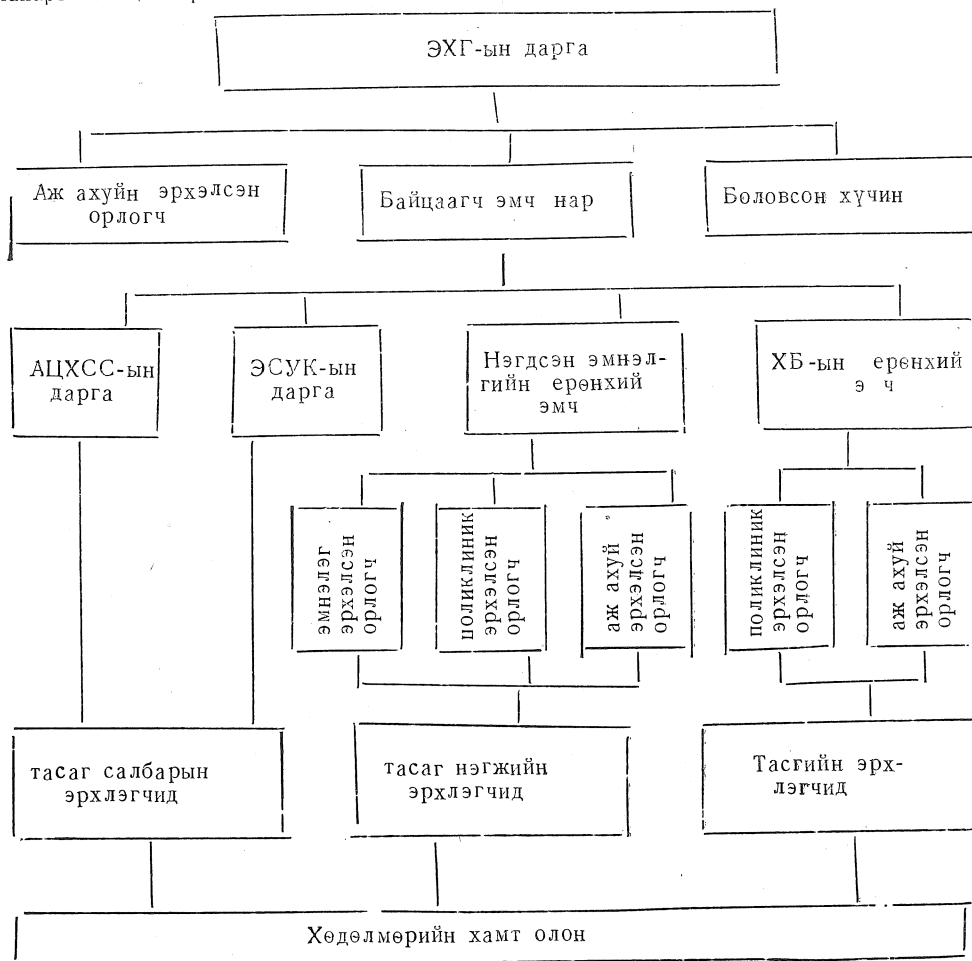 ЭХГ-ын дарга
Аж ахуйн эрхэлсэн
орлогч
Байцаагч эмч нар
Боловсон хүчин
АЦХСС-ын
дарга
ЭСУК-ын
дарга
Нэгдсэн эмнэл-
гийн ерөнхий
эмч
ХБ-ын ерөнхий
э ч
эмнэлэг
эрхэлсэн
орлогч
поликлиник
эрхэлсэн
орлогч
аж ахуй
эрхэлсэн
орлогч
поликлиник
эрхэлсэн
орлогч
аж ахуй
эрхэлсэн
орлогч
тасаг салбарын
эрхлэгчид
тасаг нэгжийн
эрхлэгчид
Тасгийн эрх-
лэгчид
Хөдөлмөрийн хамт олон